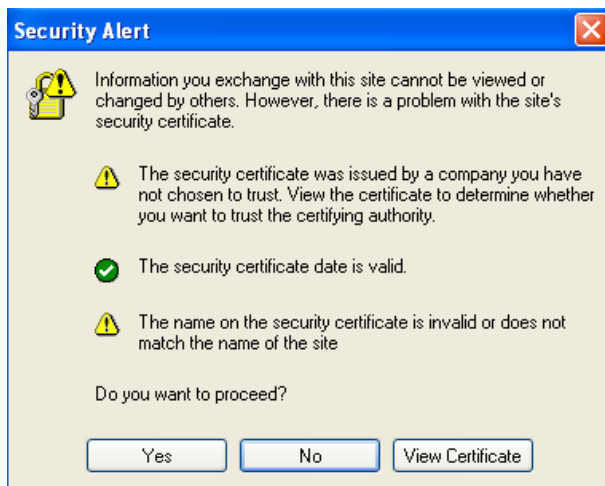 Security Alert
Information you exchange with this site cannot be viewed or
changed by others. However, there is a problem with the site's
security certificate.
The security certificate was issued by a company you have
not chosen to trust. View the certificate to determine whether
you want to trust the certifying authority.
The security certificate date is valid.
The name on the security certificate is invalid or does not
match the name of the site
Do you want to proceed?
Yes No View Certificate